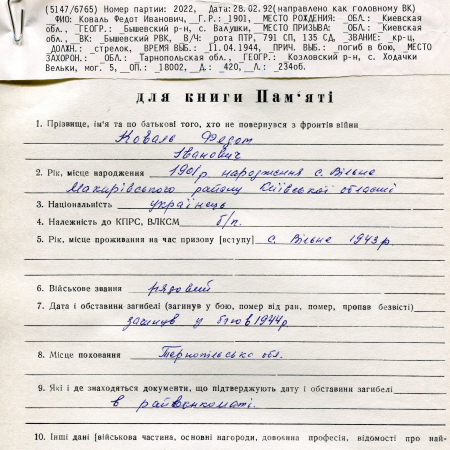 (5147/6765) Номер партии: 2022, Дата:28.02.92(направлено как головному ВК)
ФИО: Коваль Федот Иванович, _Г.Р.: 1901, _МЕСТО РОЖДЕНИЯ: _ОБЛ.: _Киевская
обл., _ГЕОГР.: _Бышевский р-н, с. Валушки, _МЕСТО ПРИЗЫВА: _ОБЛ.: _Киевская
обл., _ВК: _Бышевский РВК, _В/Ч: рота ПТР, 791 СП, 135 СД, _ЗВАНИЕ: _кр-ц,
_ДОЛЖН.: _стрелок, _ВРЕМЯ ВЫБ.: _11.04.1944, _ПРИЧ. ВЫБ.: _погиб в бою, _МЕСТО
ЗАХОРОН.: _ОБЛ.: _Тарнопольская обл., _ГЕОГР.: _Козловский р-н, с. Ходачки
Вельки, мог. 5, _ОП.: _18002, _Д.: _420, _Л.: _234об.
для книги Пам'яті
1. Прізвище, ім'я та по батькові того, хто не повернувся з фронтів війни
Коваль Федот
Іванович
2. Рік, місце народження 1901р народження с. Вільна
Макарівського району Київської області
3. Національність українець
4. Належність до КПРС, ВЛКСМ б/п.
5. Рік, місце проживання на час призову [вступу] с. Вільна 1943р.
6. Військове звання рядовий
7. Дата і обставини загибелі (загинув у бою, помер від ран, помер, пропав безвісті)
загинув у бою 1944р
8. Місце поховання Тернопільська обл.
9. Які і де знаходяться документи, що підтверджують дату і обставини загибелі
в райвоєнкоматі.
10. Інші дані [військова частина, основні нагороди, довоєнна професія, відомості про най-